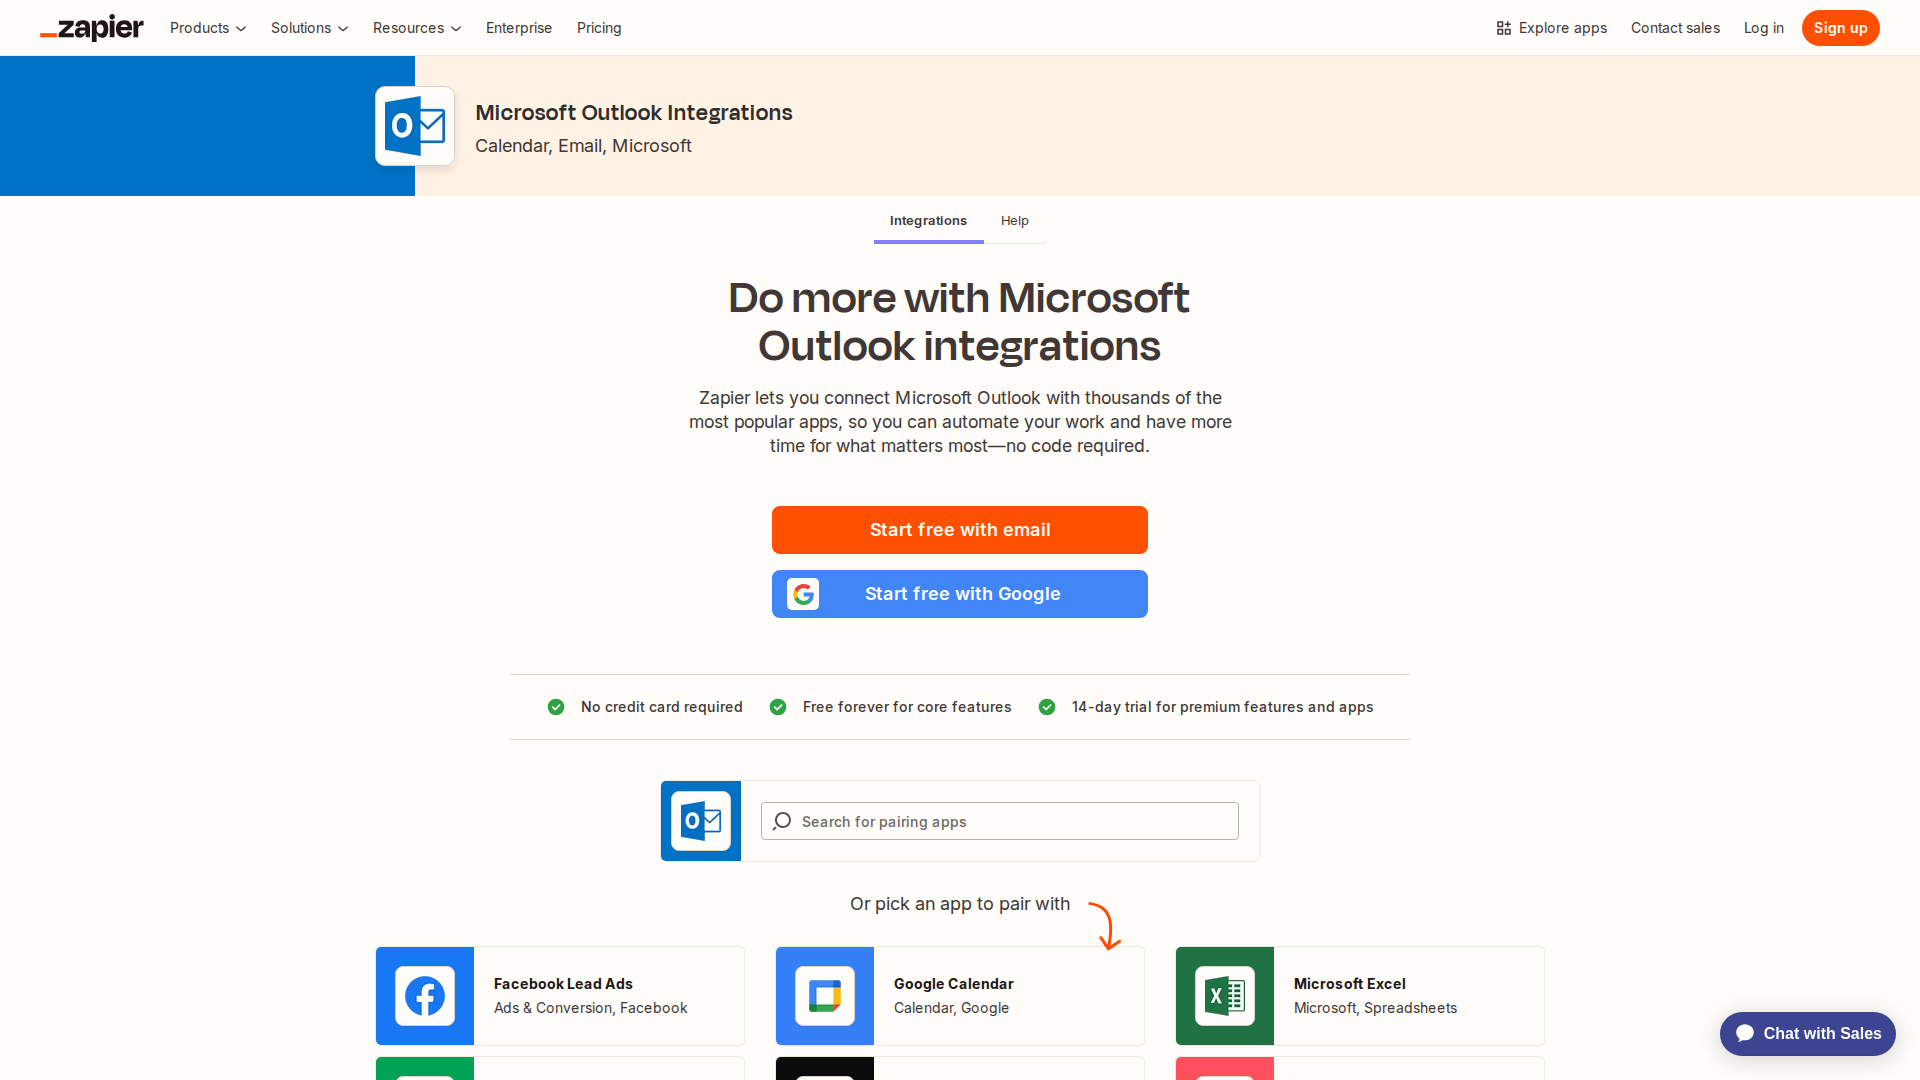 zapier
Products
Solutions
Resources
Enterprise
Pricing
Explore apps
Contact sales
Log in
Sign up
Microsoft Outlook Integrations
Calendar, Email, Microsoft
Integrations
Help
Do more with Microsoft
Outlook integrations
Zapier lets you connect Microsoft Outlook with thousands of the
most popular apps, so you can automate your work and have more
time for what matters most—no code required.
Start free with email
Start free with Google
No credit card required
Free forever for core features
14-day trial for premium features and apps
Search for pairing apps
Or pick an app to pair with
Facebook Lead Ads
Ads & Conversion, Facebook
Google Calendar
Calendar, Google
Microsoft Excel
Microsoft, Spreadsheets
Chat with Sales